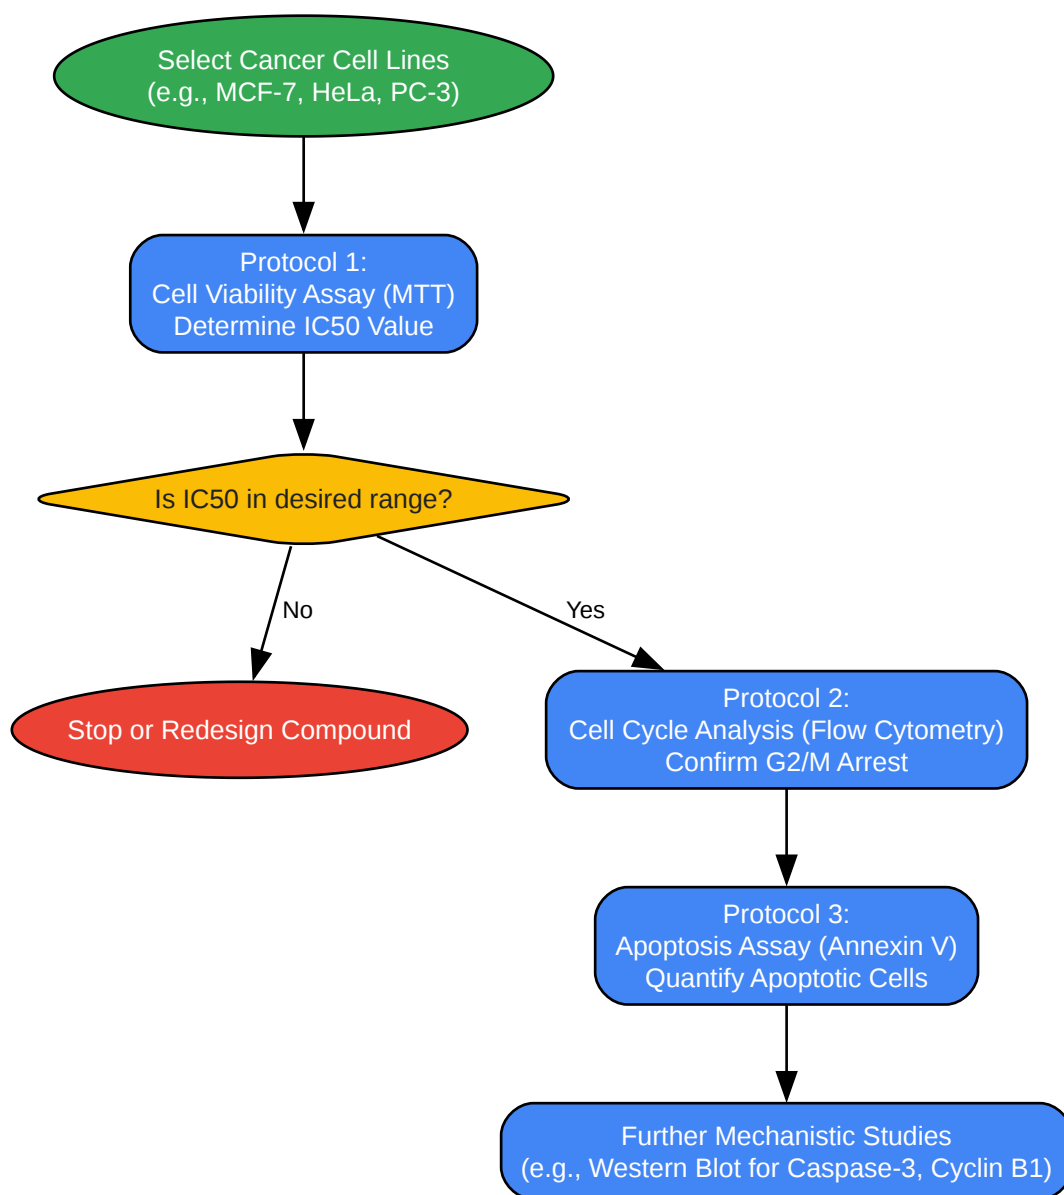 Select Cancer Cell Lines
(e.g., MCF-7, HeLa, PC-3)
Protocol 1:
Cell Viability Assay (MTT)
Determine IC50 Value
Is IC50 in desired range?
No
Yes
Stop or Redesign Compound
Protocol 2:
Cell Cycle Analysis (Flow Cytometry)
Confirm G2/M Arrest
Protocol 3:
Apoptosis Assay (Annexin V)
Quantify Apoptotic Cells
Further Mechanistic Studies
(e.g., Western Blot for Caspase-3, Cyclin B1)